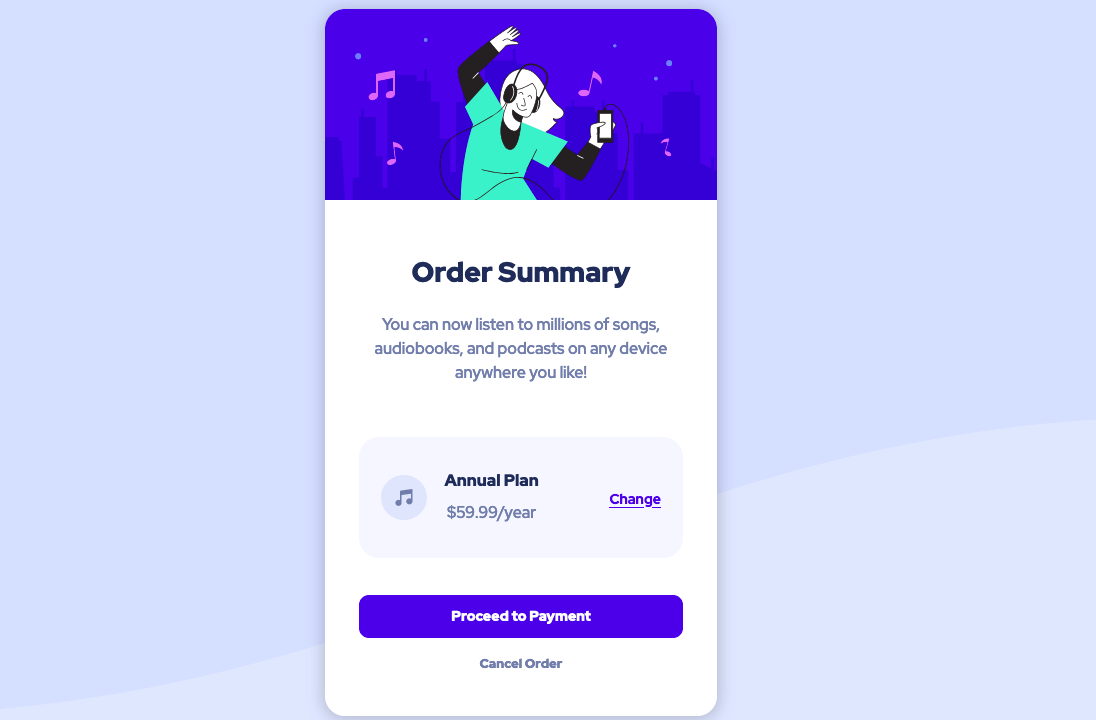 Order Summary
You can now listen to millions of songs,
audiobooks, and podcasts on any device
anywhere you like!
Annual Plan
$59.99/year
Change
Proceed to Payment
Cancel Order